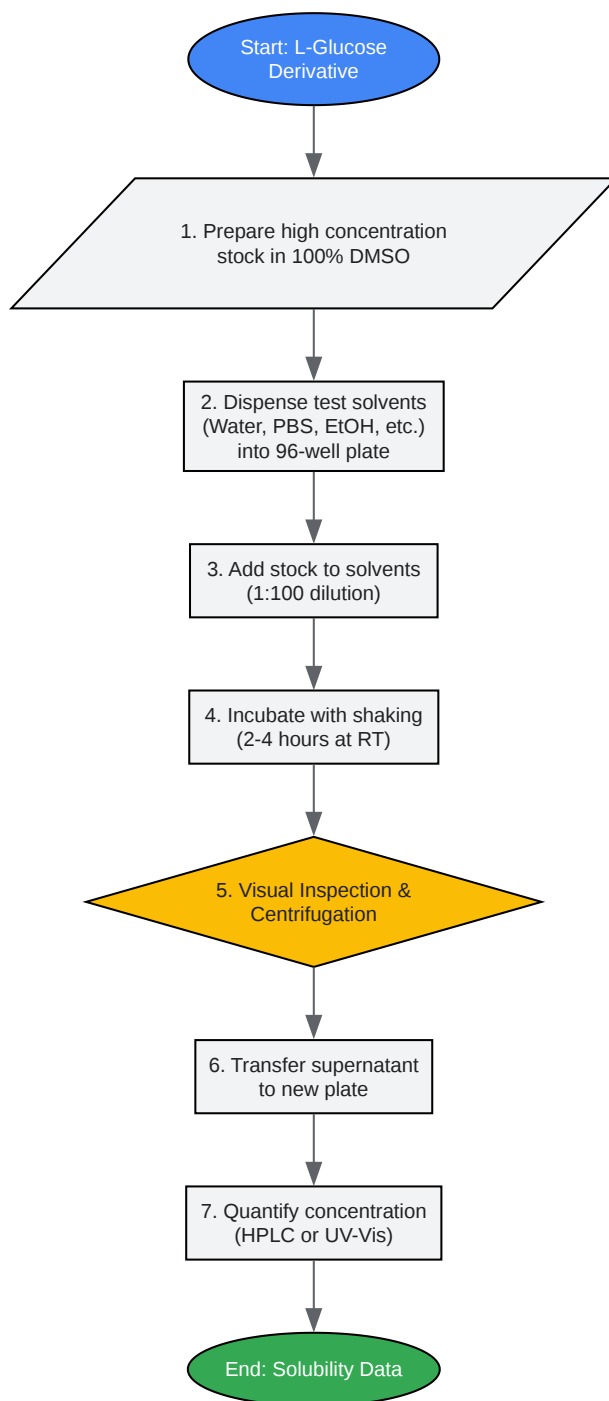 Start: L-Glucose
Derivative
1. Prepare high concentration
stock in 100% DMSO
2. Dispense test solvents
(Water, PBS, EtOH, etc.)
into 96-well plate
3. Add stock to solvents
(1:100 dilution)
4. Incubate with shaking
(2-4 hours at RT)
5. Visual Inspection &
Centrifugation
6. Transfer supernatant
to new plate
7. Quantify concentration
(HPLC or UV-Vis)
End: Solubility Data